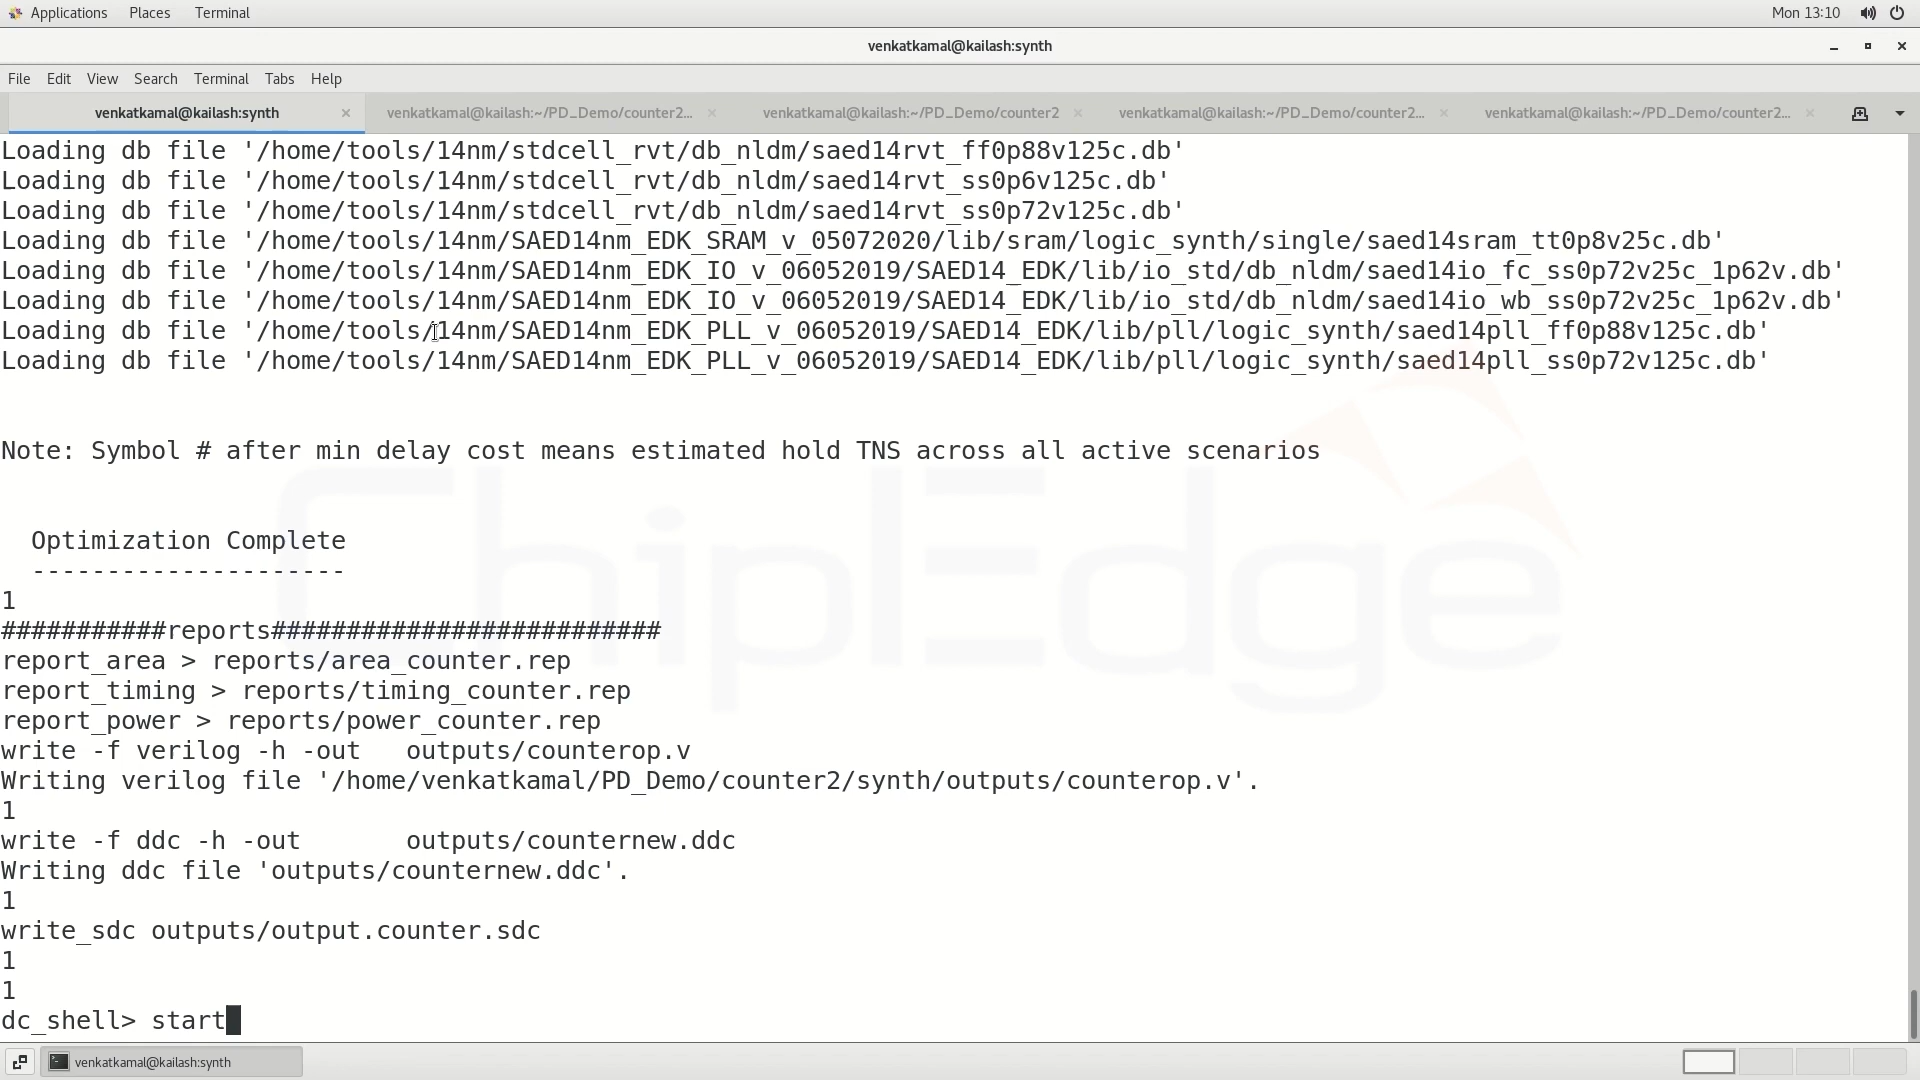 Applications Places Terminal Mon 13:10
venkatkamal@kailash:synth
File Edit View Search Terminal Tabs Help
venkatkamal@kailash:synth venkatkamal@kailash:~/PD_Demo/counter2... venkatkamal@kailash:~/PD_Demo/counter2 venkatkamal@kailash:~/PD_Demo/counter2... venkatkamal@kailash:~/PD_Demo/counter2...
Loading db file '/home/tools/14nm/stdcell_rvt/db_nldm/saed14rvt_ff0p88v125c.db'
Loading db file '/home/tools/14nm/stdcell_rvt/db_nldm/saed14rvt_ss0p6v125c.db'
Loading db file '/home/tools/14nm/stdcell_rvt/db_nldm/saed14rvt_ss0p72v125c.db'
Loading db file '/home/tools/14nm/SAED14nm_EDK_SRAM_v_05072020/lib/sram/logic_synth/single/saed14sram_tt0p8v25c.db'
Loading db file '/home/tools/14nm/SAED14nm_EDK_IO_v_06052019/SAED14_EDK/lib/io_std/db_nldm/saed14io_fc_ss0p72v25c_1p62v.db'
Loading db file '/home/tools/14nm/SAED14nm_EDK_IO_v_06052019/SAED14_EDK/lib/io_std/db_nldm/saed14io_wb_ss0p72v25c_1p62v.db'
Loading db file '/home/tools/14nm/SAED14nm_EDK_PLL_v_06052019/SAED14_EDK/lib/pll/logic_synth/saed14pll_ff0p88v125c.db'
Loading db file '/home/tools/14nm/SAED14nm_EDK_PLL_v_06052019/SAED14_EDK/lib/pll/logic_synth/saed14pll_ss0p72v125c.db'
Note: Symbol # after min delay cost means estimated hold TNS across all active scenarios
Optimization Complete
---------------------
1
###########reports##########################
report_area > reports/area_counter.rep
report_timing > reports/timing_counter.rep
report_power > reports/power_counter.rep
write -f verilog -h -out   outputs/counterop.v
Writing verilog file '/home/venkatkamal/PD_Demo/counter2/synth/outputs/counterop.v'.
1
write -f ddc -h -out       outputs/counternew.ddc
Writing ddc file 'outputs/counternew.ddc'.
1
write_sdc outputs/output.counter.sdc
1
1
dc_shell> start
ChipEdge
venkatkamal@kailash:synth